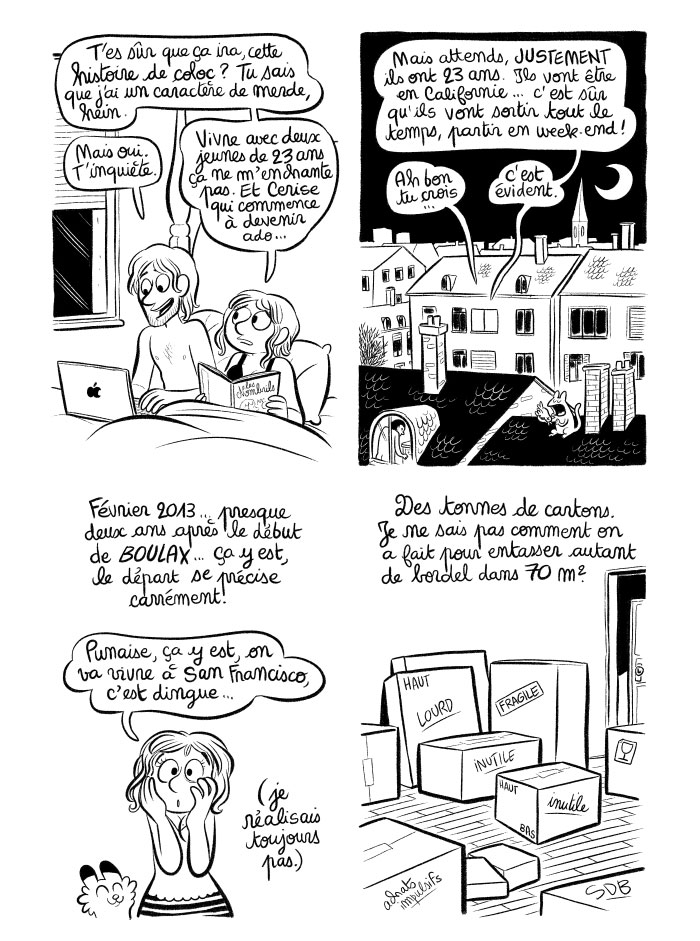 T'es sûr que ça ira, cette
histoire de coloc ? Tu sais
que j'ai un caractère de merde,
hein.
Mais oui.
T'inquiète.
Vivre avec deux
jeunes de 23 ans
ça ne m'enchante
pas. Et Cerise
qui commence
à devenir
ado...
les
Nombrils
Mais attends, JUSTEMENT
ils ont 23 ans. Ils vont être
en Californie... c'est sûr
qu'ils vont sortir tout le
temps, partir en week-end !
Ah bon
tu crois
...
c'est
évident.
Février 2013... presque
deux ans après le début
de BOULAX... ça y est,
le départ se précise
carrément.
Punaise, ça y est, on
va vivre à San Francisco,
c'est dingue...
(je
réalisais
toujours
pas.)
Des tonnes de cartons.
Je ne sais pas comment on
a fait pour entasser autant
de bordel dans 70 m².
HAUT
LOURD
FRAGILE
INUTILE
HAUT
inutile
BAS
achats
impulsifs
SDB